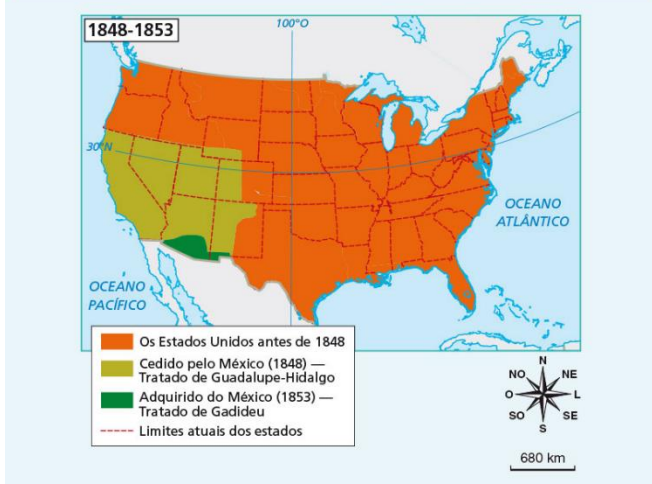 1848-1853
100°O
30°N
OCEANO
ATLÂNTICO
OCEANO
PACÍFICO
Os Estados Unidos antes de 1848
Cedido pelo México (1848) —
Tratado de Guadalupe-Hidalgo
Adquirido do México (1853) —
Tratado de Gadideu
Limites atuais dos estados
N
NO NE
O L
SO SE
S
680 km